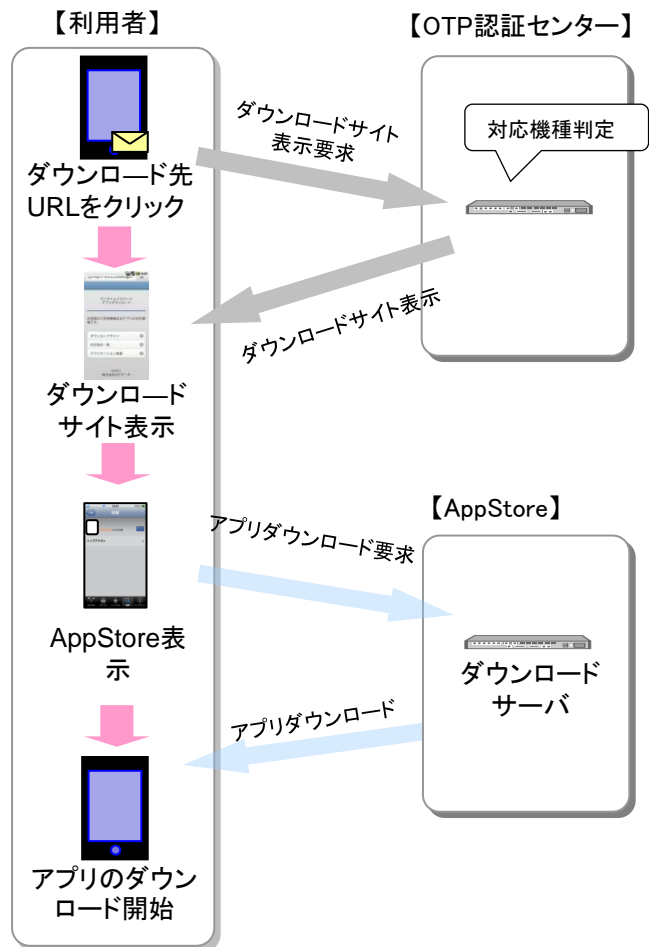 【利用者】
【OTP認証センター】
対応機種判定
ダウンロードサイト
表示要求
ダウンロ―ド先
URLをクリック
ダウンロードサイト表示
ダウンロ―ド
サイト表示
【AppStore】
アプリダウンロード要求
AppStore表
示
ダウンロード
サーバ
アプリダウンロード
アプリのダウン
ロード開始